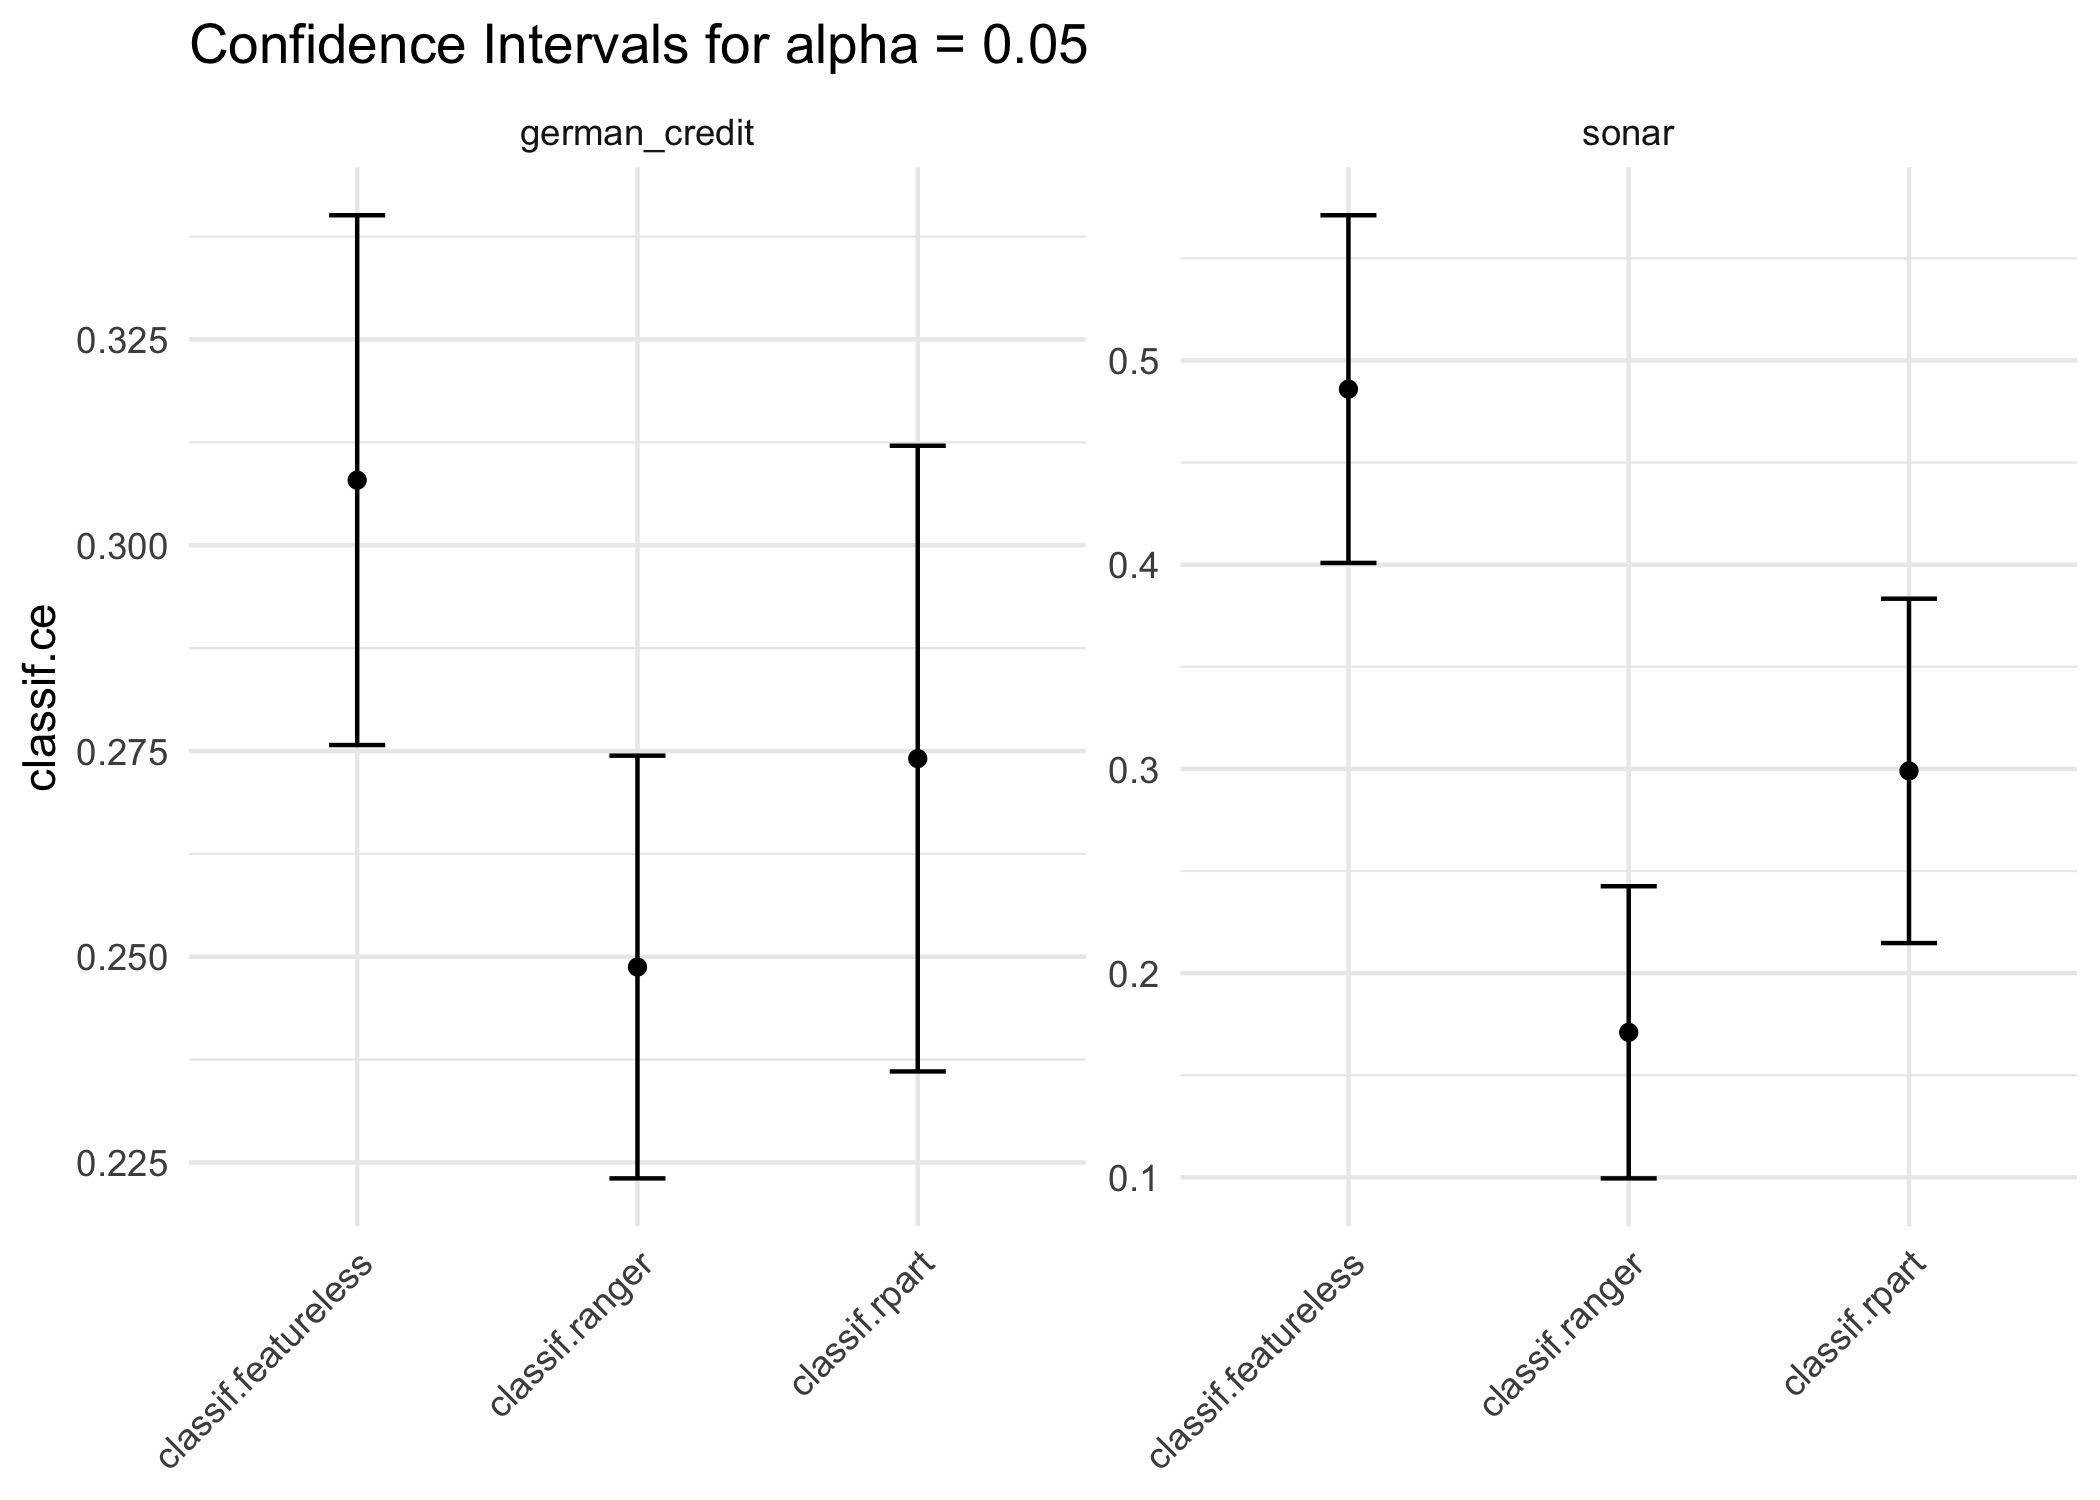 Confidence Intervals for alpha = 0.05
german_credit
sonar
classif.ce
0.325
0.300
0.275
0.250
0.225
0.5
0.4
0.3
0.2
0.1
classif.featureless
classif.ranger
classif.rpart
classif.featureless
classif.ranger
classif.rpart